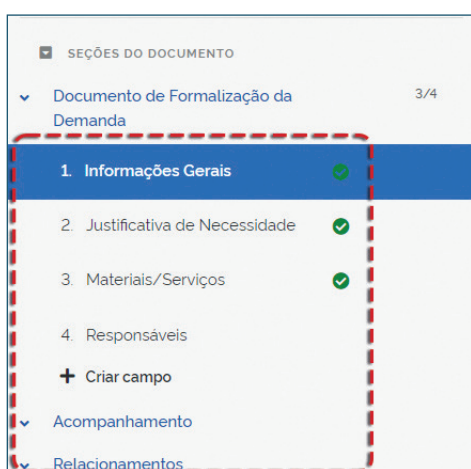 SEÇÕES DO DOCUMENTO
Documento de Formalização da 3/4
Demanda
1. Informações Gerais
2. Justificativa de Necessidade
3. Materiais/Serviços
4. Responsáveis
+ Criar campo
Acompanhamento
Relacionamentos